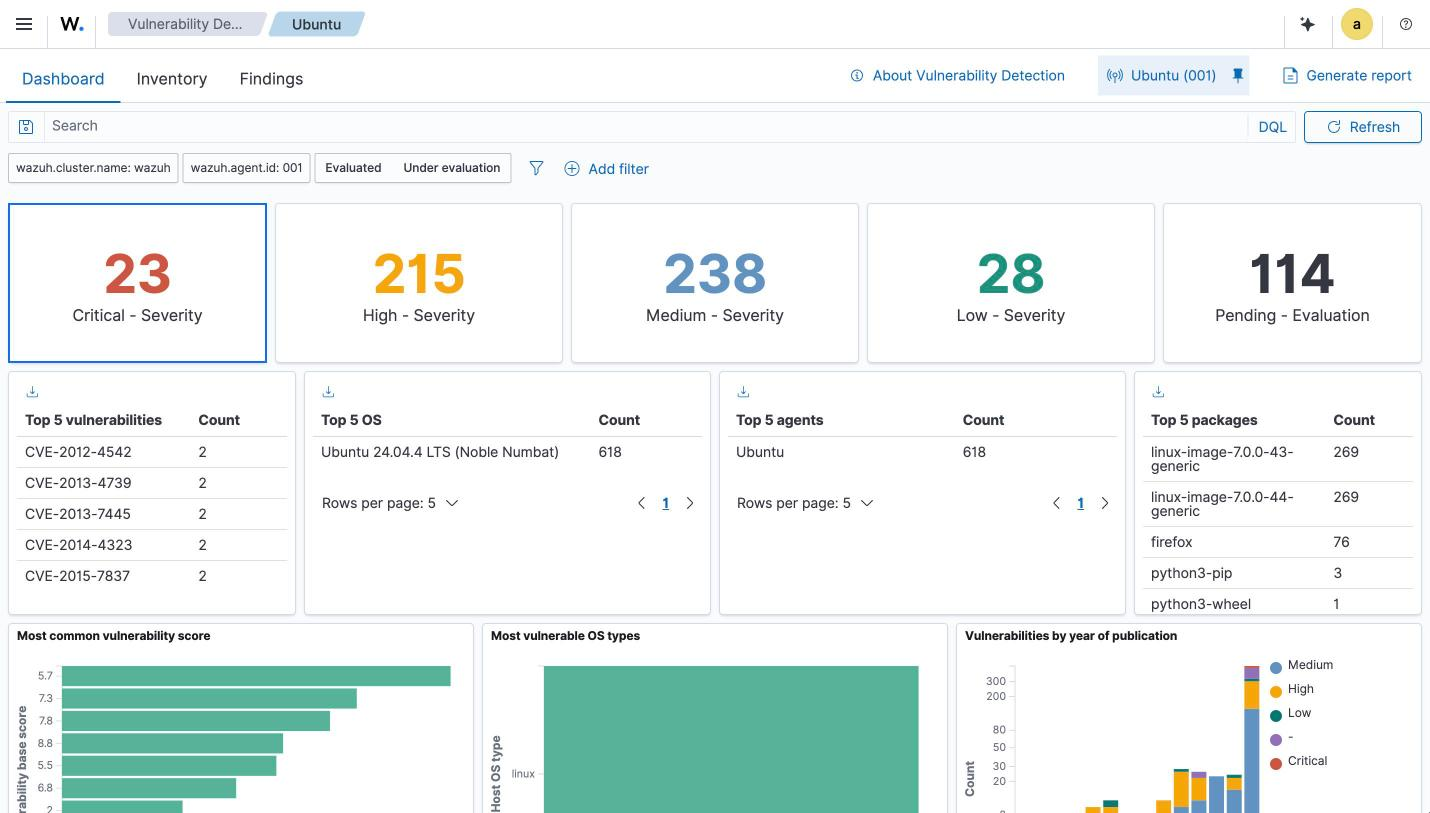 W.
Vulnerability De...
Ubuntu
a
Dashboard
Inventory
Findings
About Vulnerability Detection
Ubuntu (001)
Generate report
Search
DQL
Refresh
wazuh.cluster.name: wazuh
wazuh.agent.id: 001
Evaluated
Under evaluation
Add filter
23
Critical - Severity
215
High - Severity
238
Medium - Severity
28
Low - Severity
114
Pending - Evaluation
Top 5 vulnerabilities Count
CVE-2012-4542 2
CVE-2013-4739 2
CVE-2013-7445 2
CVE-2014-4323 2
CVE-2015-7837 2
Top 5 OS Count
Ubuntu 24.04.4 LTS (Noble Numbat) 618
Rows per page: 5
1
Top 5 agents Count
Ubuntu 618
Rows per page: 5
1
Top 5 packages Count
linux-image-7.0.0-43- 269
generic
linux-image-7.0.0-44- 269
generic
firefox 76
python3-pip 3
python3-wheel 1
Most common vulnerability score
rability base score
5.7
7.3
7.8
8.8
5.5
6.8
2
Most vulnerable OS types
Host OS type
linux
Vulnerabilities by year of publication
Count
300
200
80
50
30
20
Medium
High
Low
-
Critical